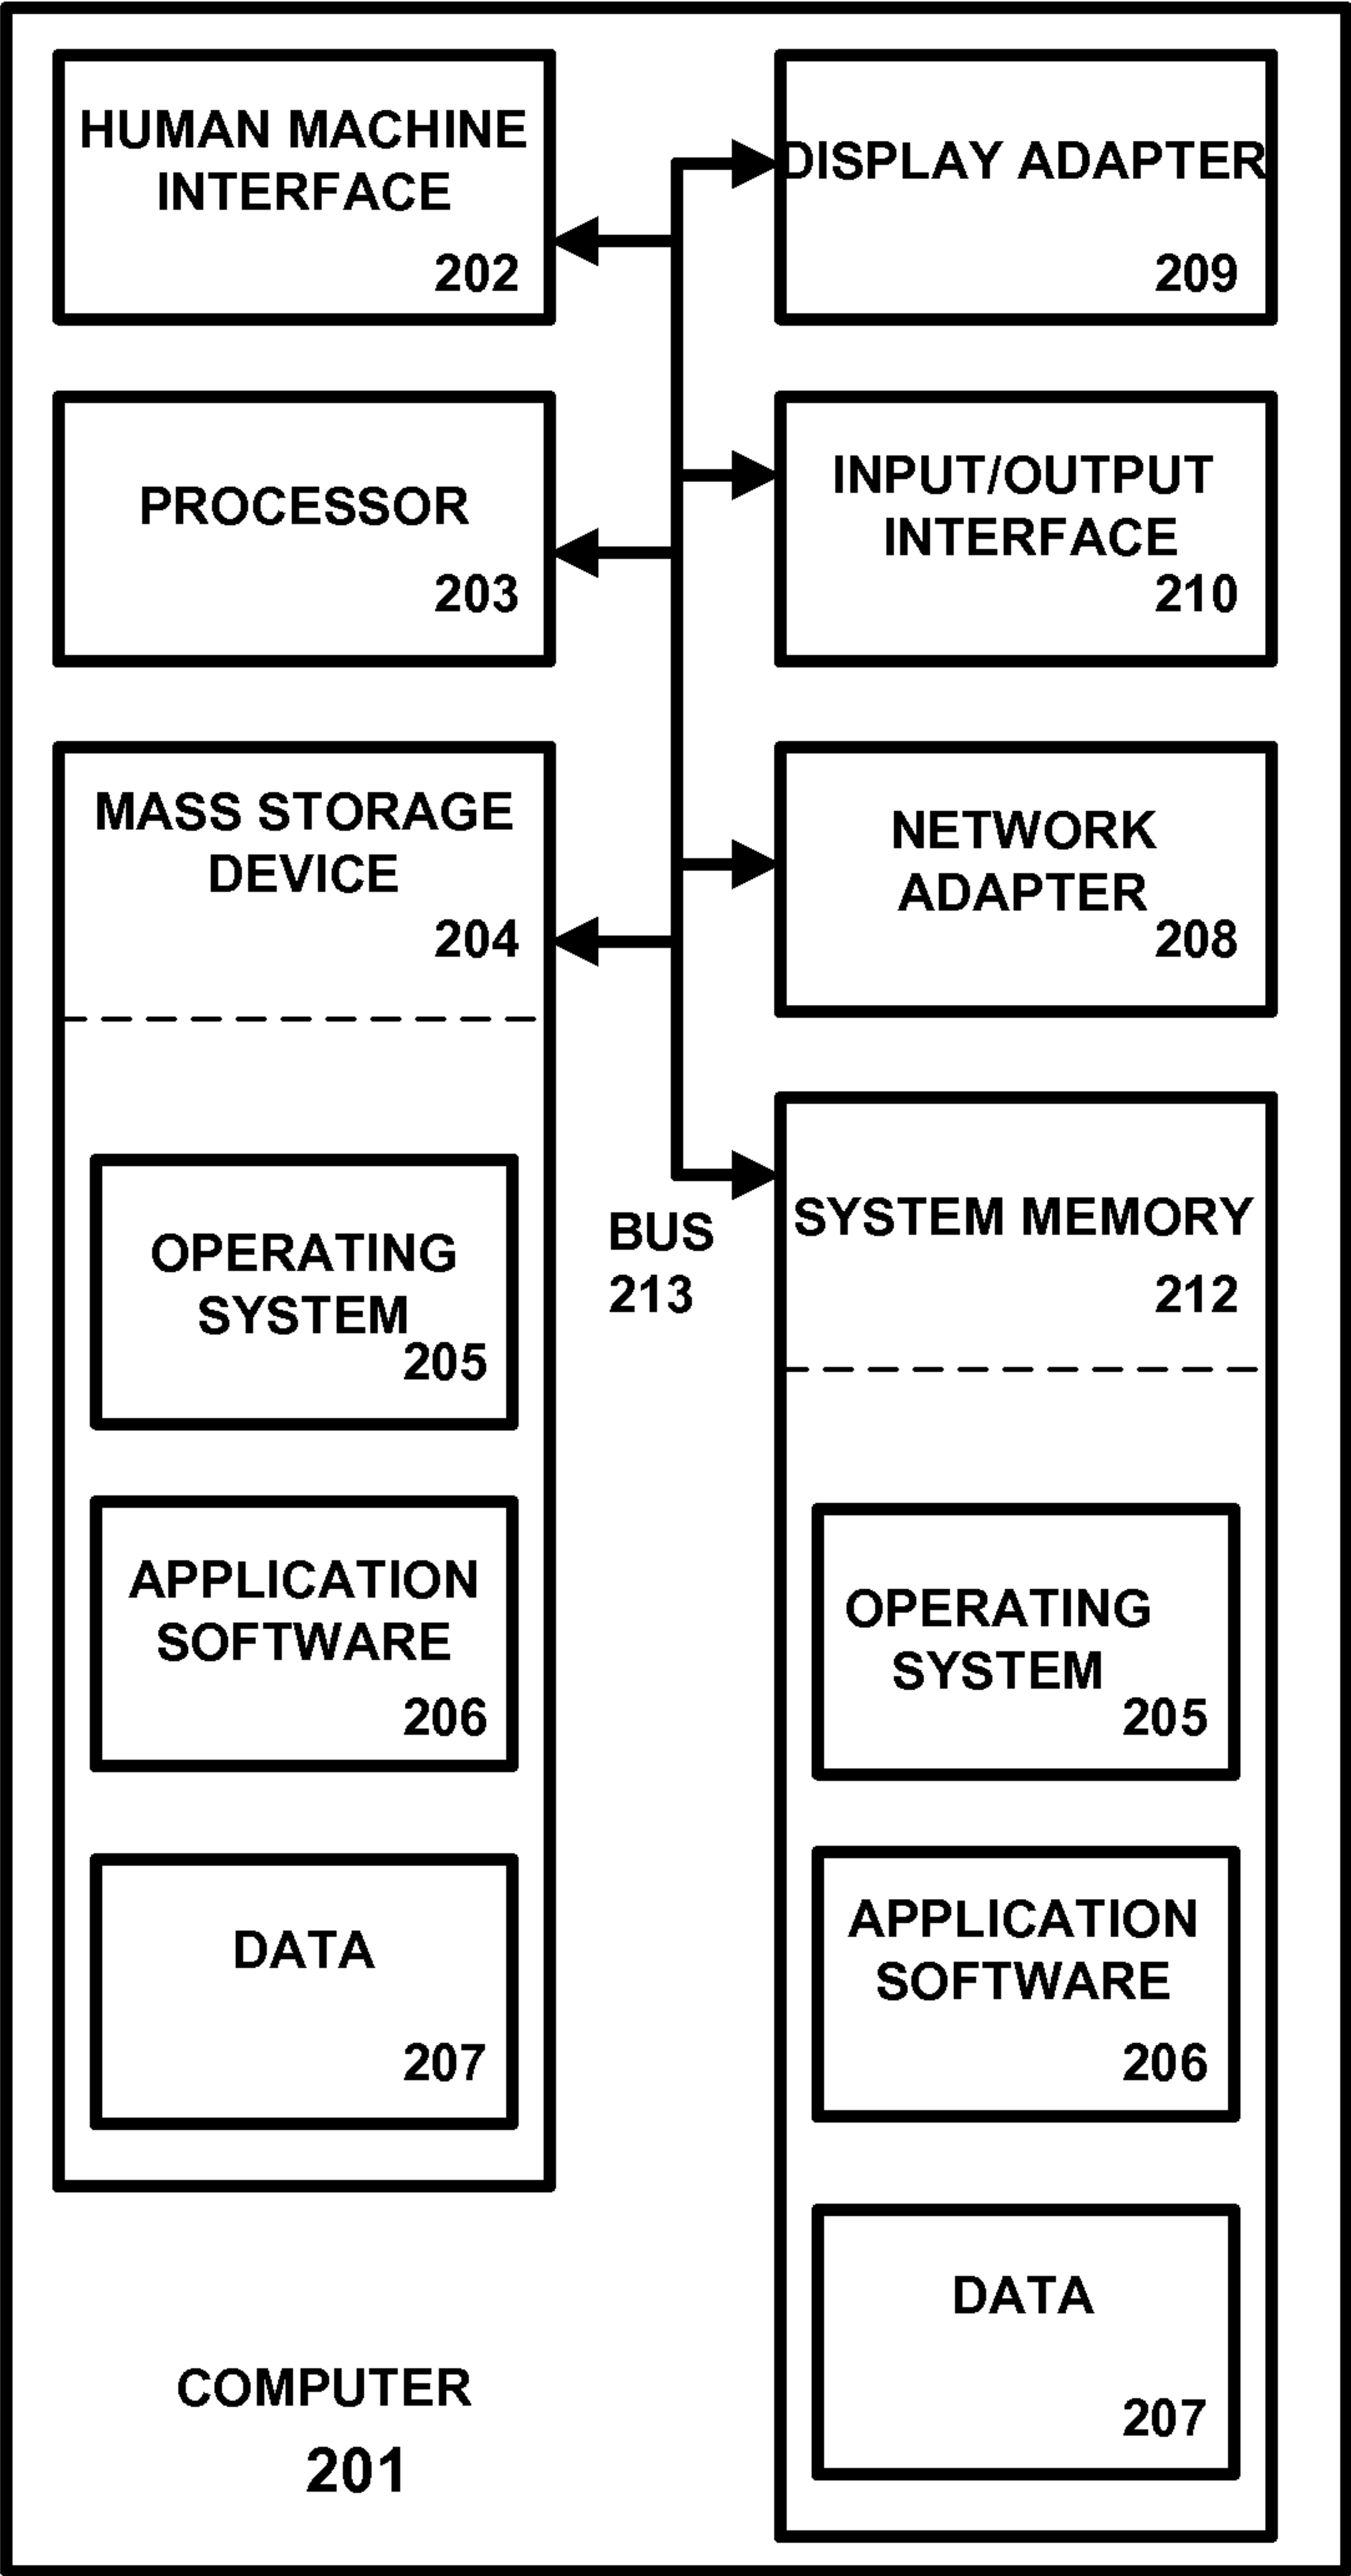 HUMAN MACHINE
INTERFACE
202
DISPLAY ADAPTER
209
PROCESSOR
203
INPUT/OUTPUT
INTERFACE
210
MASS STORAGE
DEVICE
204
NETWORK
ADAPTER
208
OPERATING
SYSTEM
205
APPLICATION
SOFTWARE
206
DATA
207
BUS
213
SYSTEM MEMORY
212
OPERATING
SYSTEM
205
APPLICATION
SOFTWARE
206
DATA
207
COMPUTER
201